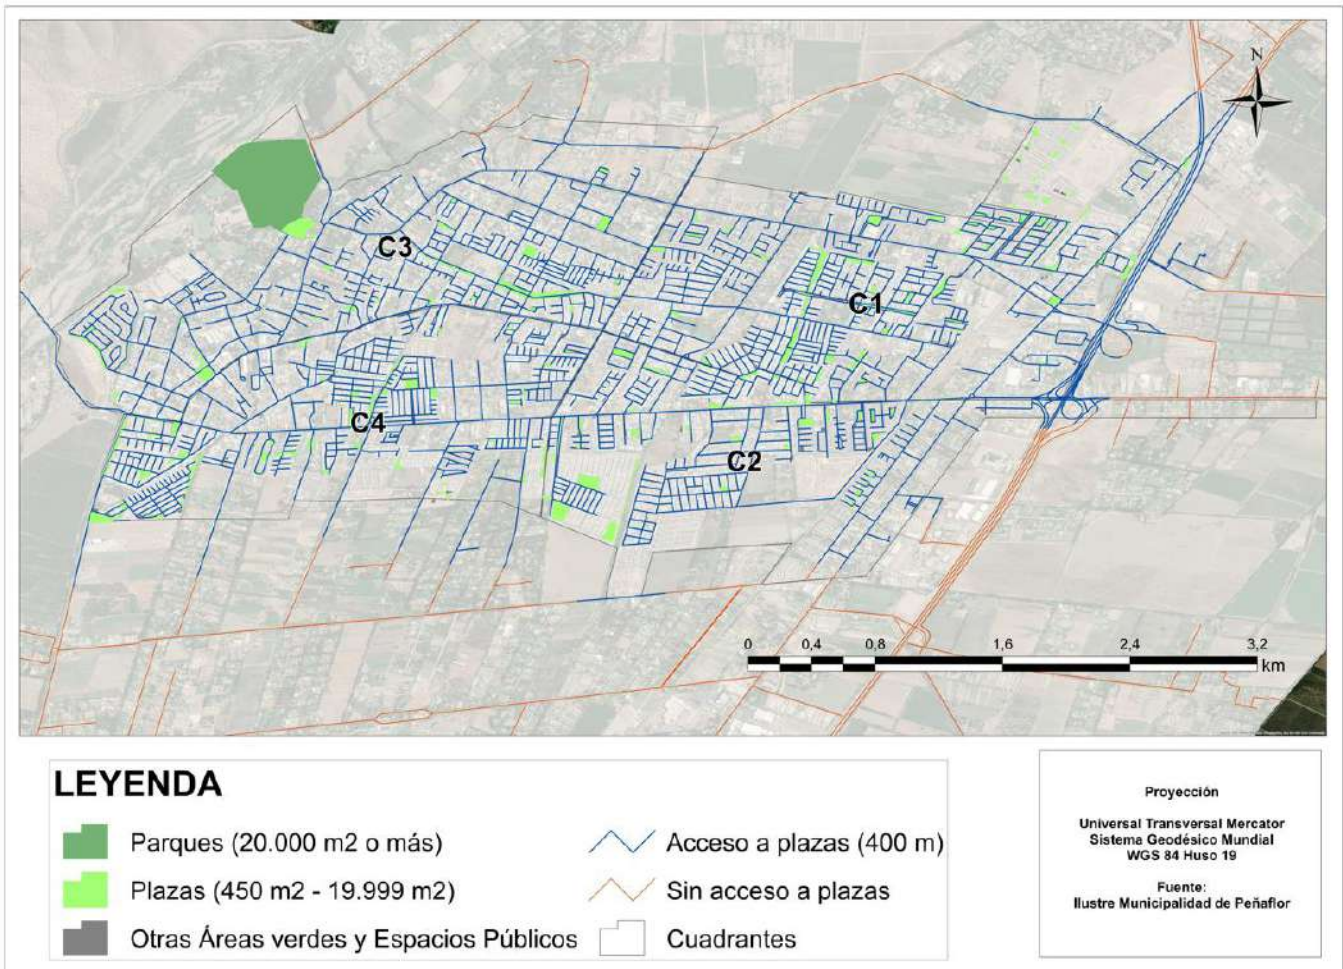 N
C3
C1
C4
C2
0 0,4 0,8 1,6 2,4 3,2
km
LEYENDA
Parques (20.000 m2 o más)
Plazas (450 m2 - 19.999 m2)
Otras Áreas verdes y Espacios Públicos
Acceso a plazas (400 m)
Sin acceso a plazas
Cuadrantes
Proyección
Universal Transversal Mercator
Sistema Geodésico Mundial
WGS 84 Huso 19
Fuente:
Ilustre Municipalidad de Peñaflor